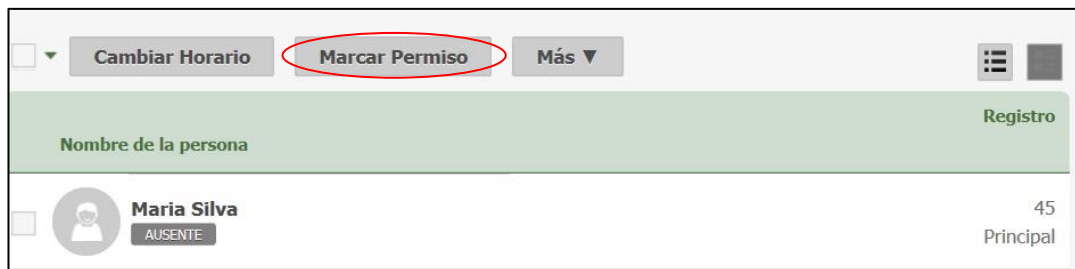 Cambiar Horario Marcar Permiso Más ▼
Registro
Nombre de la persona
Maria Silva 45
AUSENTE Principal